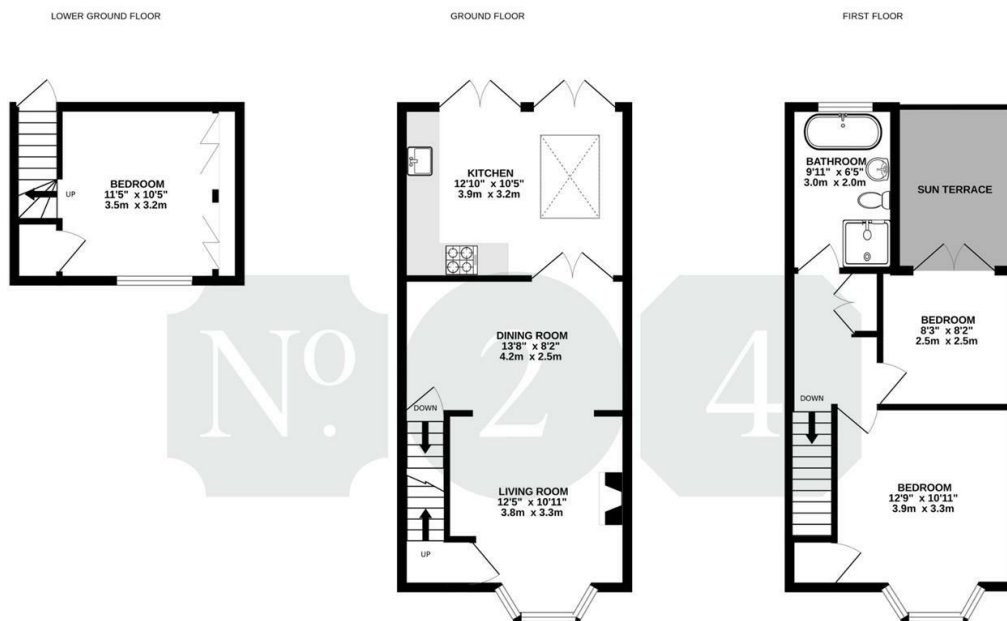 LOWER GROUND FLOOR
GROUND FLOOR
FIRST FLOOR
BEDROOM
11'5" x 10'5"
3.5m x 3.2m
UP
KITCHEN
12'10" x 10'5"
3.9m x 3.2m
DINING ROOM
13'8" x 8'2"
4.2m x 2.5m
DOWN
LIVING ROOM
12'5" x 10'11"
3.8m x 3.3m
UP
BATHROOM
9'11" x 6'5"
3.0m x 2.0m
SUN TERRACE
BEDROOM
8'3" x 8'2"
2.5m x 2.5m
DOWN
BEDROOM
12'9" x 10'11"
3.9m x 3.3m
No. 2 4